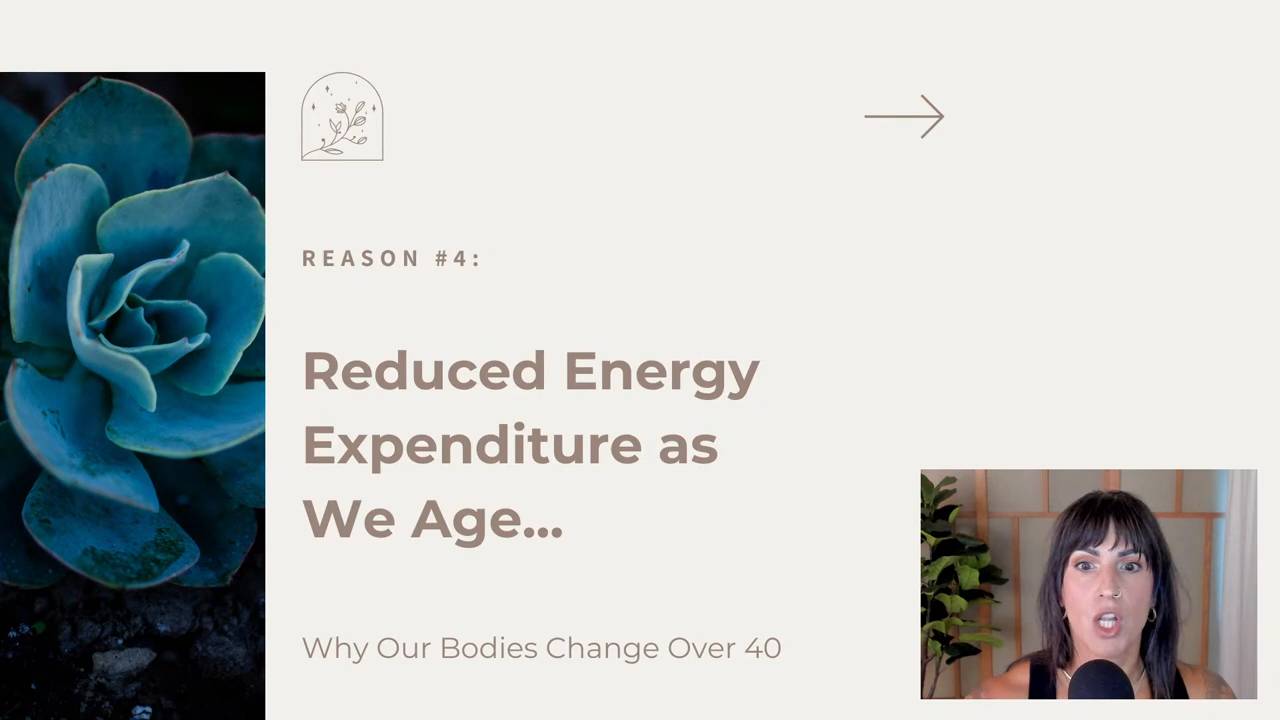 REASON #4:
Reduced Energy
Expenditure as
We Age...
Why Our Bodies Change Over 40